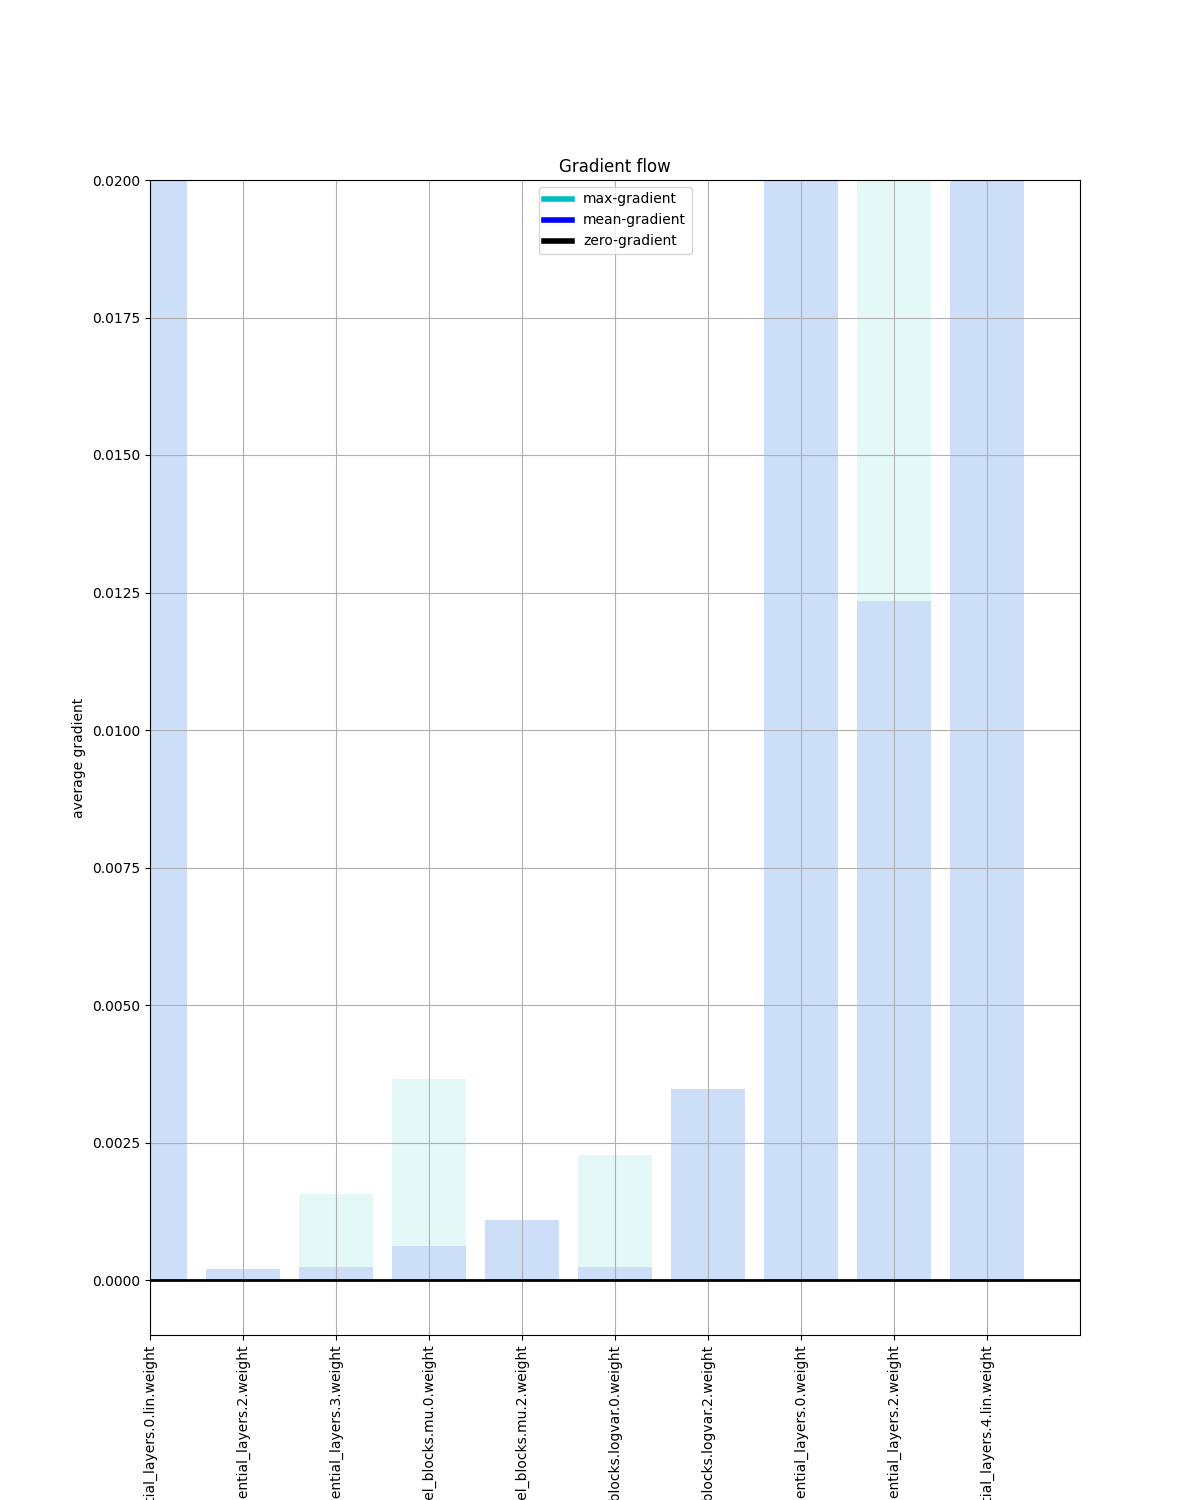 Gradient flow
max-gradient
mean-gradient
zero-gradient
0.0200
0.0175
0.0150
0.0125
0.0100
0.0075
0.0050
0.0025
0.0000
average gradient
tial_layers.0.lin.weight
ential_layers.2.weight
ential_layers.3.weight
el_blocks.mu.0.weight
el_blocks.mu.2.weight
blocks.logvar.0.weight
blocks.logvar.2.weight
ential_layers.0.weight
ential_layers.2.weight
tial_layers.4.lin.weight